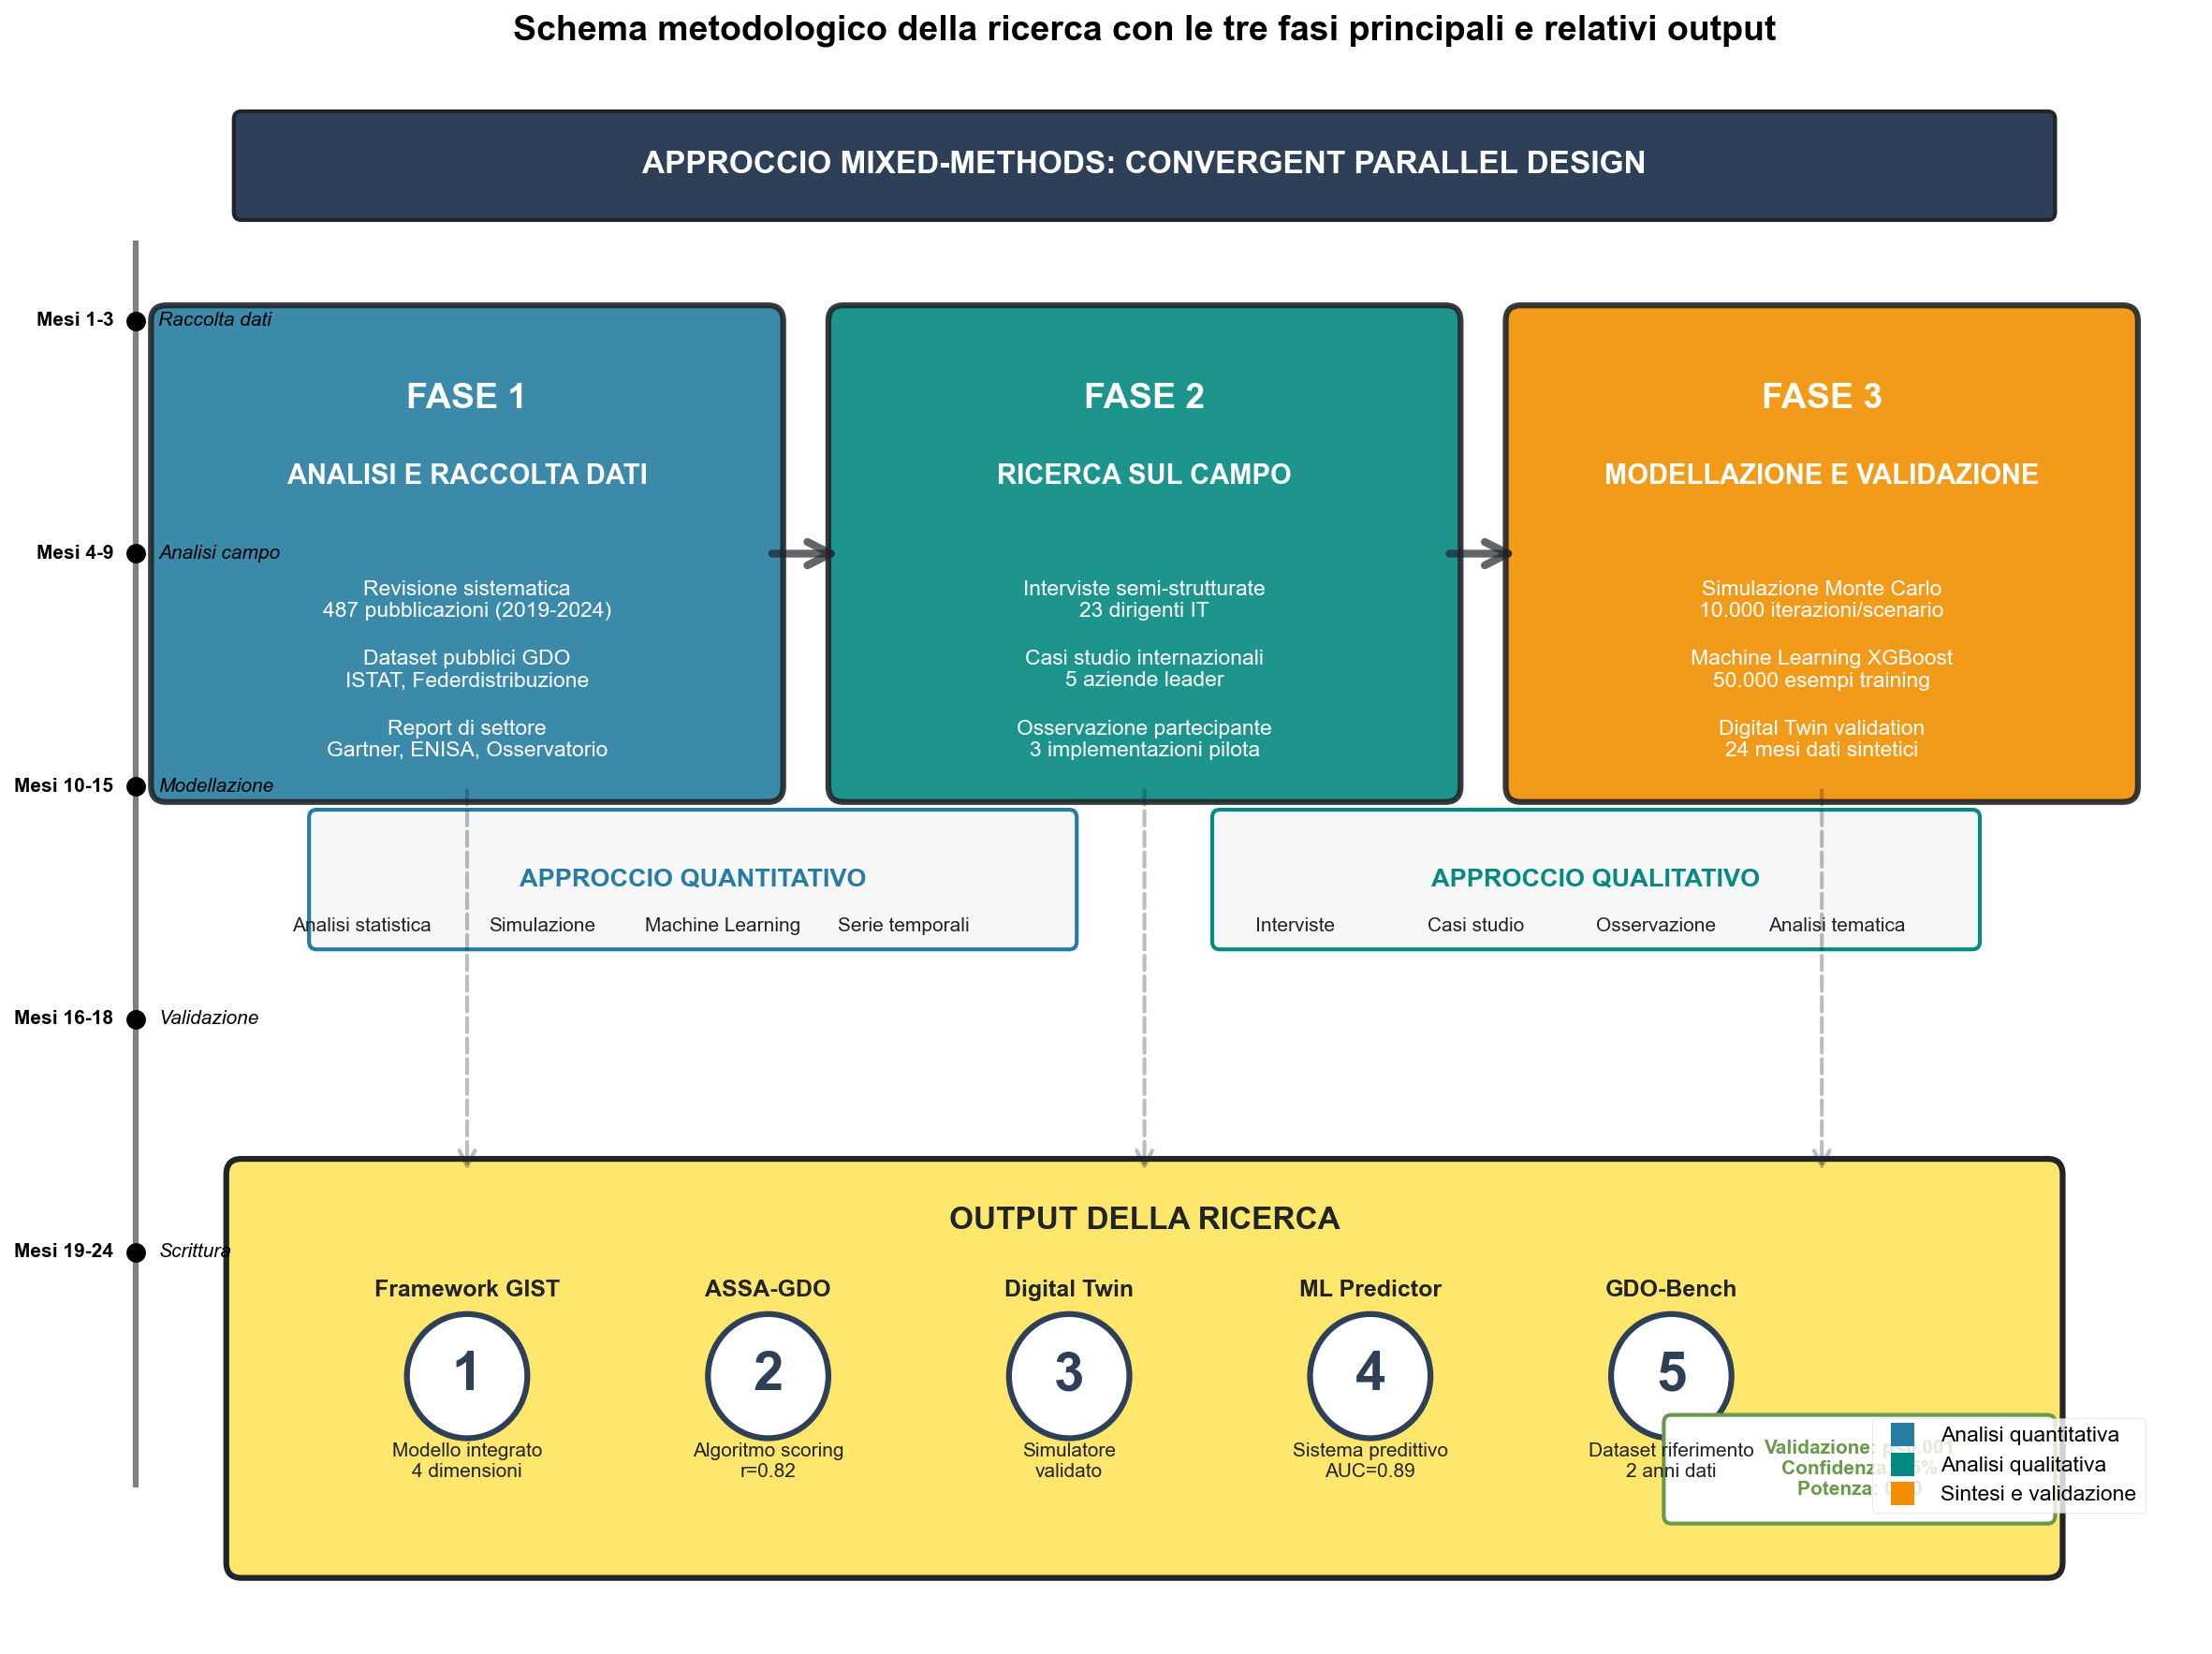 Schema metodologico della ricerca con le tre fasi principali e relativi output
APPROCCIO MIXED-METHODS: CONVERGENT PARALLEL DESIGN
Mesi 1-3
Raccolta dati
Mesi 4-9
Analisi campo
Mesi 10-15
Modellazione
Mesi 16-18
Validazione
Mesi 19-24
Scrittura
FASE 1
ANALISI E RACCOLTA DATI
Revisione sistematica
487 pubblicazioni (2019-2024)
Dataset pubblici GDO
ISTAT, Federdistribuzione
Report di settore
Gartner, ENISA, Osservatorio
FASE 2
RICERCA SUL CAMPO
Interviste semi-strutturate
23 dirigenti IT
Casi studio internazionali
5 aziende leader
Osservazione partecipante
3 implementazioni pilota
FASE 3
MODELLAZIONE E VALIDAZIONE
Simulazione Monte Carlo
10.000 iterazioni/scenario
Machine Learning XGBoost
50.000 esempi training
Digital Twin validation
24 mesi dati sintetici
APPROCCIO QUANTITATIVO
Analisi statistica Simulazione Machine Learning Serie temporali
APPROCCIO QUALITATIVO
Interviste Casi studio Osservazione Analisi tematica
OUTPUT DELLA RICERCA
Framework GIST
1
Modello integrato
4 dimensioni
ASSA-GDO
2
Algoritmo scoring
r=0.82
Digital Twin
3
Simulatore
validato
ML Predictor
4
Sistema predittivo
AUC=0.89
GDO-Bench
5
Dataset riferimento
2 anni dati
Validazione:
Confidenza:
Potenza:
Analisi quantitativa
Analisi qualitativa
Sintesi e validazione